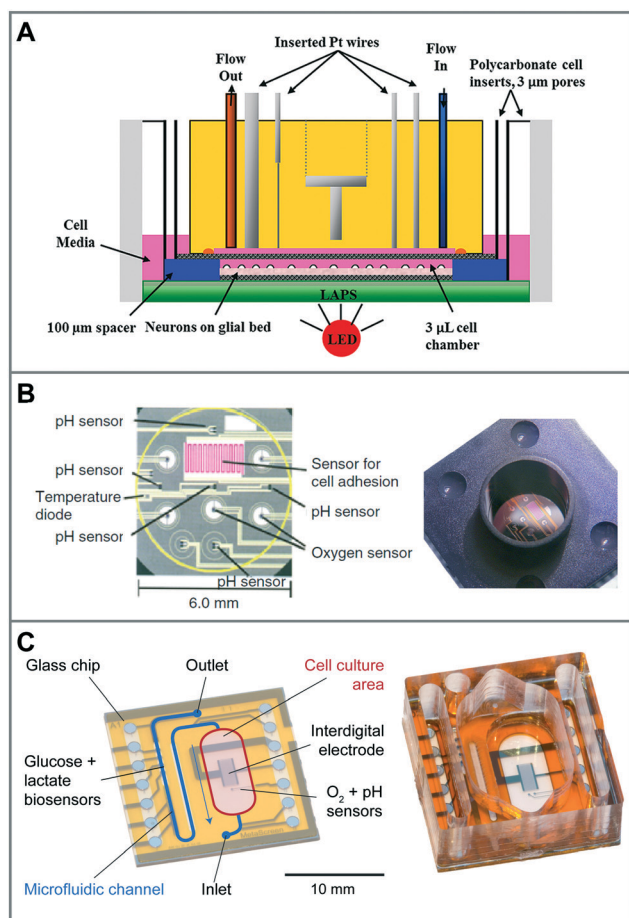 A
Inserted Pt wires
Flow
Out
Flow
In
Polycarbonate cell
inserts, 3 µm pores
Cell
Media
100 µm spacer
Neurons on glial bed
LAPS
LED
3 µL cell
chamber
B
pH sensor
pH sensor
Temperature
diode
pH sensor
Sensor for
cell adhesion
pH sensor
Oxygen sensor
pH sensor
6.0 mm
C
Glass chip
Outlet
Cell culture
area
Interdigital
electrode
Glucose +
lactate
biosensors
O₂ + pH
sensors
Microfluidic channel
Inlet
10 mm